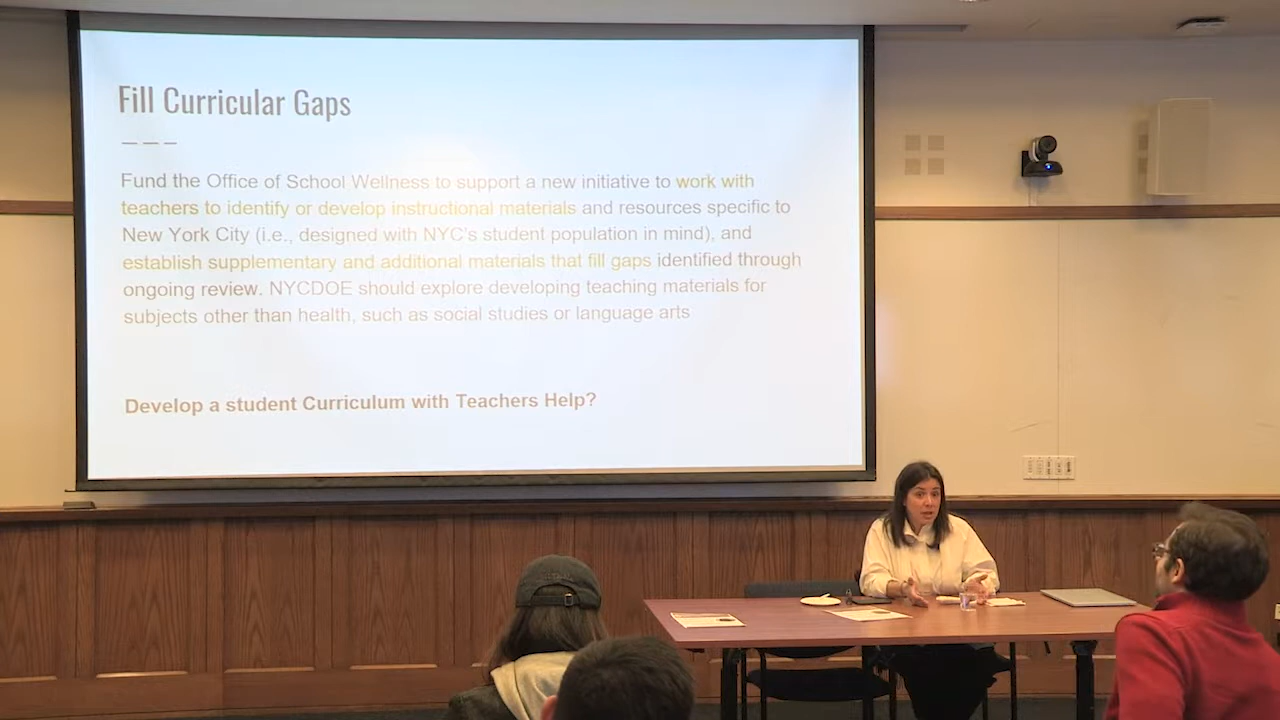 Fill Curricular Gaps
Fund the Office of School Wellness to support a new initiative to work with
teachers to identify or develop instructional materials and resources specific to
New York City (i.e., designed with NYC's student population in mind), and
establish supplementary and additional materials that fill gaps identified through
ongoing review. NYCDOE should explore developing teaching materials for
subjects other than health, such as social studies or language arts
Develop a student Curriculum with Teachers Help?